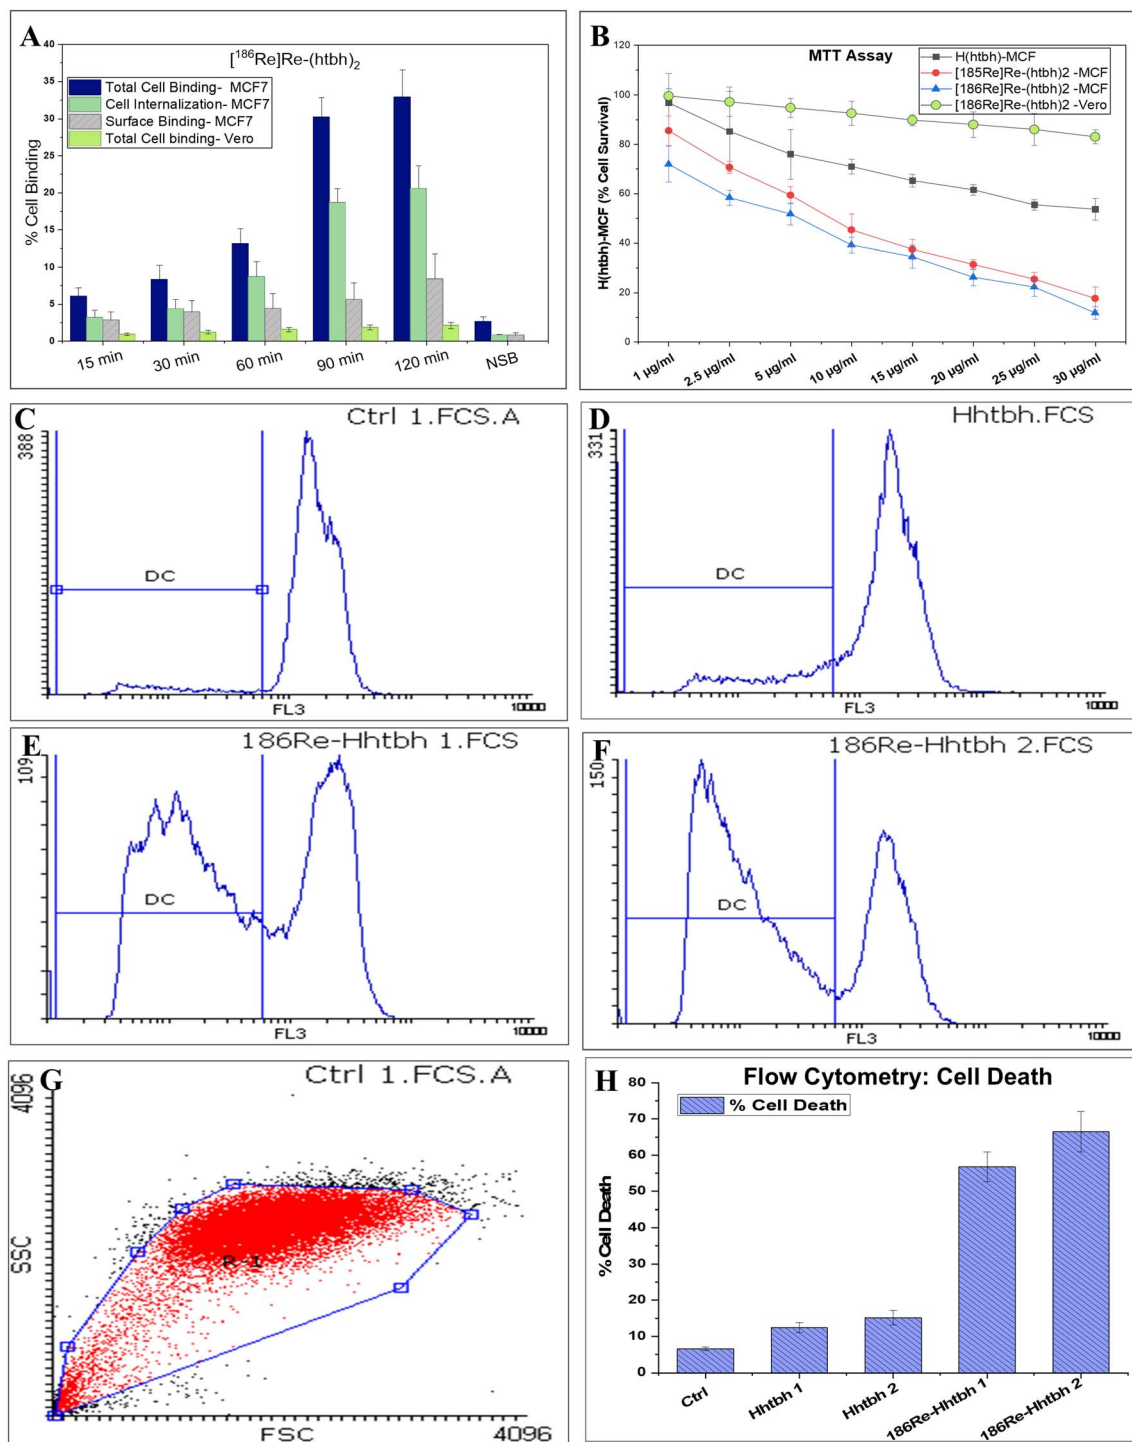 A
[¹⁸⁶Re]Re-(htbh)₂
Total Cell Binding- MCF7
Cell Internalization- MCF7
Surface Binding- MCF7
Total Cell binding- Vero
% Cell Binding
40
35
30
25
20
15
10
5
0
15 min 30 min 60 min 90 min 120 min NSB
B
MTT Assay
H(htbh)-MCF
[185Re]Re-(htbh)2 -MCF
[186Re]Re-(htbh)2 -MCF
[186Re]Re-(htbh)2 -Vero
H(htbh)-MCF (% Cell Survival)
120
100
80
60
40
20
0
1 µg/ml 2.5 µg/ml 5 µg/ml 10 µg/ml 15 µg/ml 20 µg/ml 25 µg/ml 30 µg/ml
C
Ctrl 1.FCS.A
388
DC
FL3
10000
D
Hhtbh.FCS
331
DC
FL3
10000
E
186Re-Hhtbh 1.FCS
109
DC
FL3
10000
F
186Re-Hhtbh 2.FCS
150
DC
FL3
10000
G
Ctrl 1.FCS.A
4096
SSC
R-1
FSC
4096
H
Flow Cytometry: Cell Death
% Cell Death
%Cell Death
80
70
60
50
40
30
20
10
0
Ctrl Hhtbh 1 Hhtbh 2 186Re-Hhtbh 1 186Re-Hhtbh 2